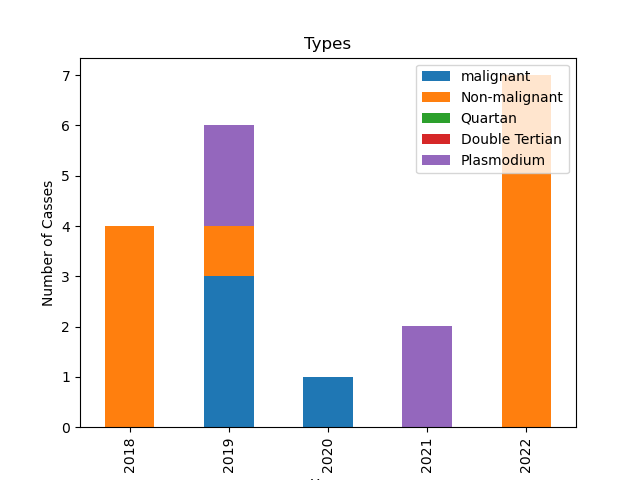 Types
7
6
5
4
3
2
1
0
Number of Casses
malignant
Non-malignant
Quartan
Double Tertian
Plasmodium
2018
2019
2020
2021
2022